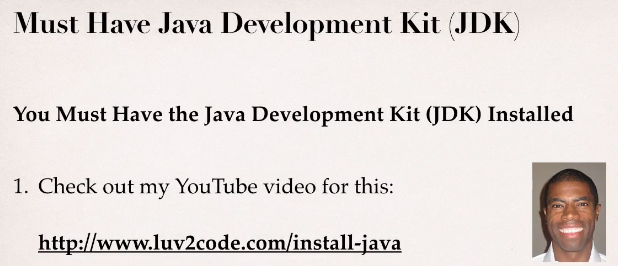 Must Have Java Development Kit (JDK)
You Must Have the Java Development Kit (JDK) Installed
1. Check out my YouTube video for this:
http://www.luv2code.com/install-java